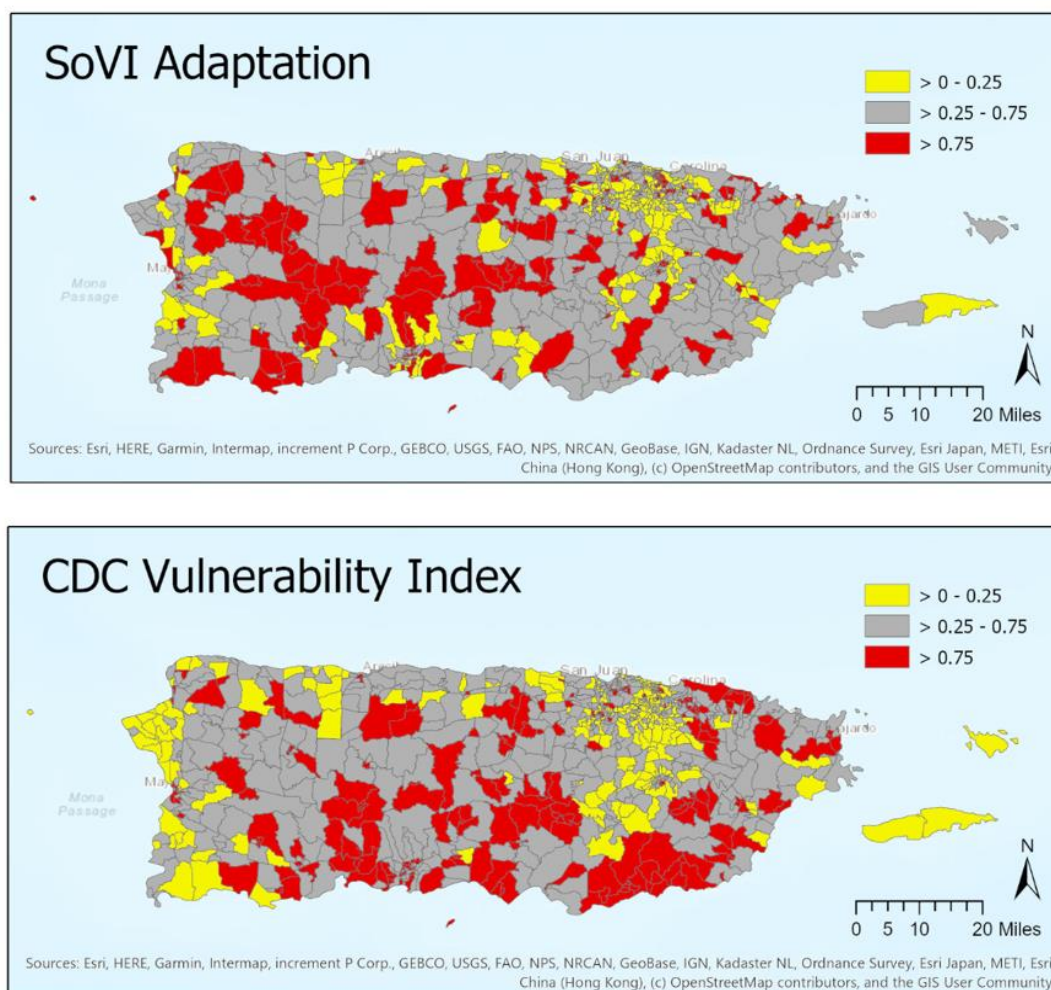 SoVI Adaptation
> 0 - 0.25
> 0.25 - 0.75
> 0.75
San Juan
Carolina
Mona
Passage
N
0 5 10 20 Miles
Sources: Esri, HERE, Garmin, Intermap, increment P Corp., GEBCO, USGS, FAO, NPS, NRCAN, GeoBase, IGN, Kadaster NL, Ordnance Survey, Esri Japan, METI, Esri
China (Hong Kong), (c) OpenStreetMap contributors, and the GIS User Community
CDC Vulnerability Index
> 0 - 0.25
> 0.25 - 0.75
> 0.75
San Juan
Carolina
Mona
Passage
N
0 5 10 20 Miles
Sources: Esri, HERE, Garmin, Intermap, increment P Corp., GEBCO, USGS, FAO, NPS, NRCAN, GeoBase, IGN, Kadaster NL, Ordnance Survey, Esri Japan, METI, Esri
China (Hong Kong), (c) OpenStreetMap contributors, and the GIS User Community